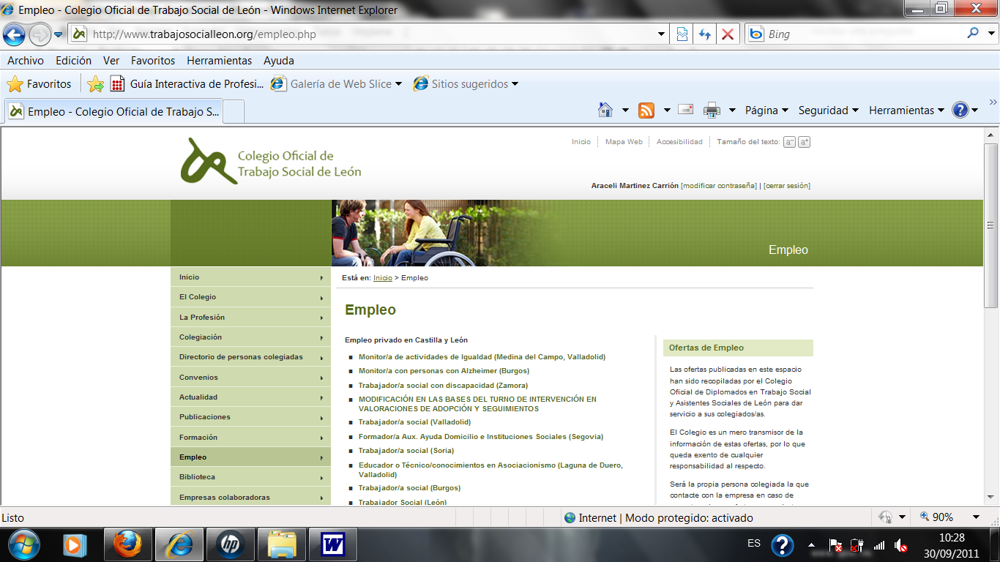 Empleo - Colegio Oficial de Trabajo Social de León - Windows Internet Explorer
http://www.trabajosocialleon.org/empleo.php
Bing
Archivo Edición Ver Favoritos Herramientas Ayuda
Favoritos Guía Interactiva de Profesi... Galería de Web Slice Sitios sugeridos
Empleo - Colegio Oficial de Trabajo S... Página Seguridad Herramientas
Inicio Mapa Web Accesibilidad Tamaño del texto: a- a+
Colegio Oficial de
Trabajo Social de León
Araceli Martinez Carrión [modificar contraseña] | [cerrar sesión]
Empleo
Inicio
El Colegio
La Profesión
Colegiación
Directorio de personas colegiadas
Convenios
Actualidad
Publicaciones
Formación
Empleo
Biblioteca
Empresas colaboradoras
Está en: Inicio > Empleo
Empleo
Empleo privado en Castilla y León
Monitor/a de actividades de Igualdad (Medina del Campo, Valladolid)
Monitor/a con personas con Alzheimer (Burgos)
Trabajador/a social con discapacidad (Zamora)
MODIFICACIÓN EN LAS BASES DEL TURNO DE INTERVENCIÓN EN
VALORACIONES DE ADOPCIÓN Y SEGUIMIENTOS
Trabajador/a social (Valladolid)
Formador/a Aux. Ayuda Domicilio e Instituciones Sociales (Segovia)
Trabajador/a social (Soria)
Educador o Técnico/conocimientos en Asociacionismo (Laguna de Duero,
Valladolid)
Trabajador/a social (Burgos)
Trabajador Social (León)
Ofertas de Empleo
Las ofertas publicadas en este espacio
han sido recopiladas por el Colegio
Oficial de Diplomados en Trabajo Social
y Asistentes Sociales de León para dar
servicio a sus colegiados/as.
El Colegio es un mero transmisor de la
información de estas ofertas, por lo que
queda exento de cualquier
responsabilidad al respecto.
Será la propia persona colegiada la que
contacte con la empresa en caso de
Listo Internet | Modo protegido: activado 90%
ES 10:28
30/09/2011